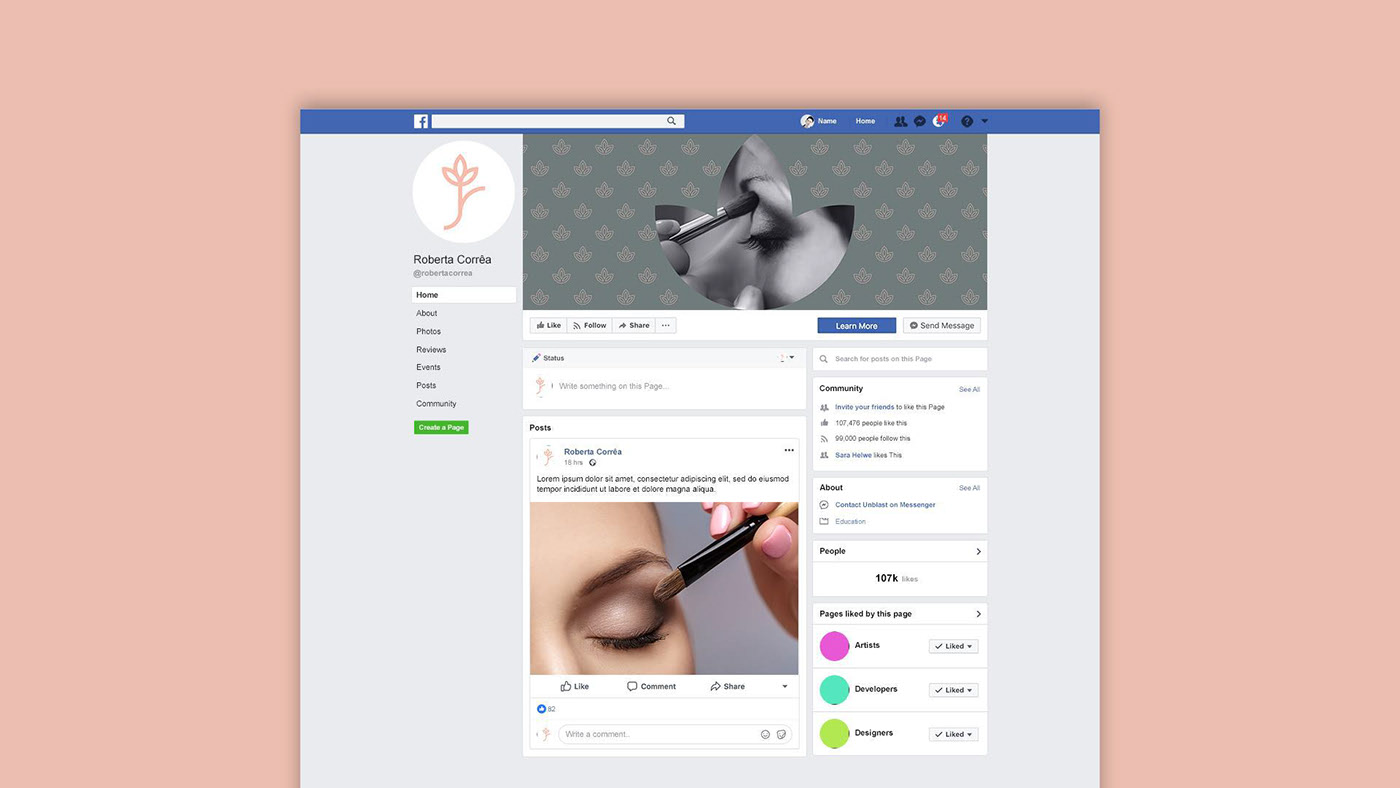 f
Name
Home
14
?
Roberta Corrêa
@robertacorrea
Home
About
Photos
Reviews
Events
Posts
Community
Create a Page
Like
Follow
Share
Learn More
Send Message
Status
Write something on this Page...
Posts
Roberta Corrêa
16 hrs
Lorem ipsum dolor sit amet, consectetur adipiscing elit, sed do eiusmod
tempor incididunt ut labore et dolore magna aliqua.
Like
Comment
Share
82
Write a comment..
Search for posts on this Page
Community
See All
Invite your friends to like this Page
107,476 people like this
99,000 people follow this
Sara Helwe likes This
About
See All
Contact Unblast on Messenger
Education
People
107k likes
Pages liked by this page
Artists
Liked
Developers
Liked
Designers
Liked